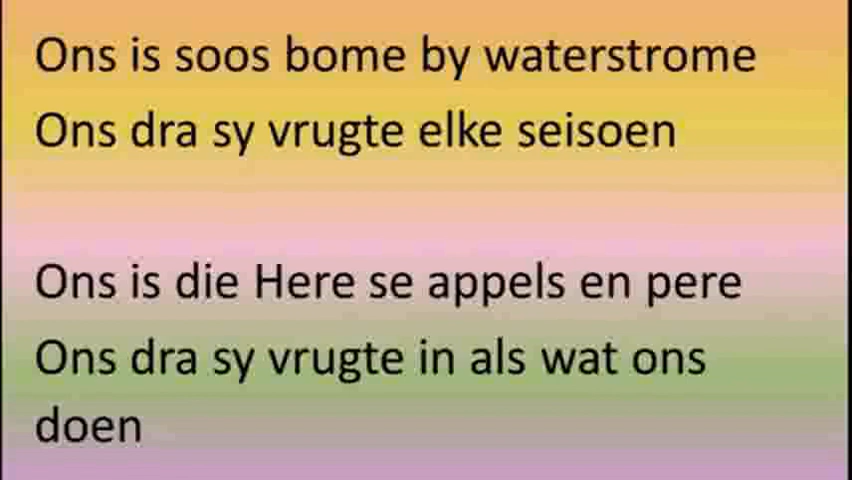 Ons is soos bome by waterstrome
Ons dra sy vrugte elke seisoen
Ons is die Here se appels en pere
Ons dra sy vrugte in als wat ons
doen